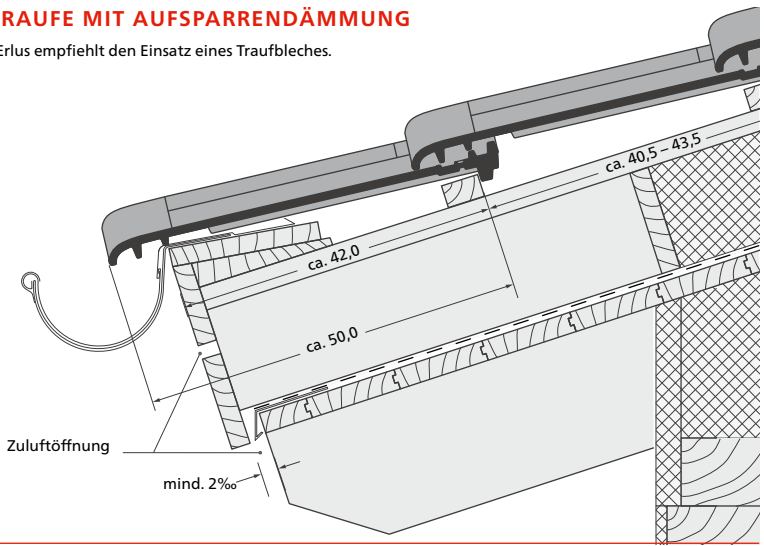 RAUFE MIT AUFSPARRENDÄMMUNG
Erlus empfiehlt den Einsatz eines Traufbleches.
ca. 40,5 – 43,5
ca. 42,0
ca. 50,0
Zuluftöffnung
mind. 2‰